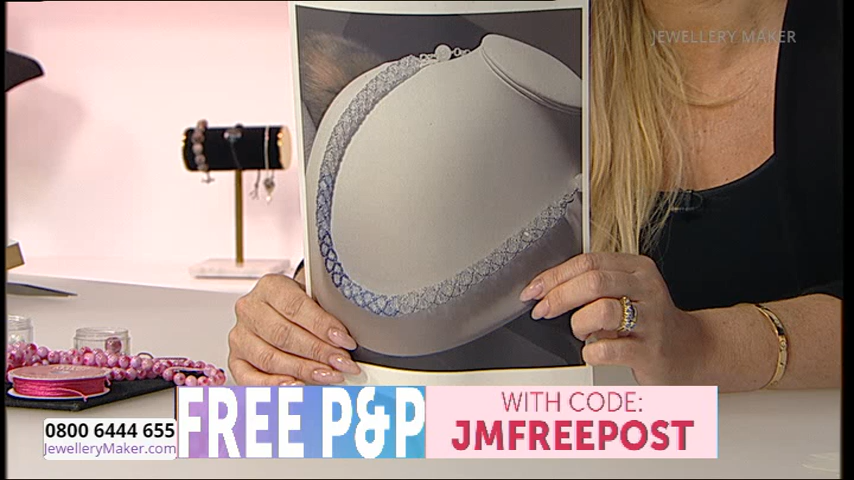 JEWELLERY MAKER
0800 6444 655
JewelleryMaker.com
FREE P&P
WITH CODE:
JMFREEPOST